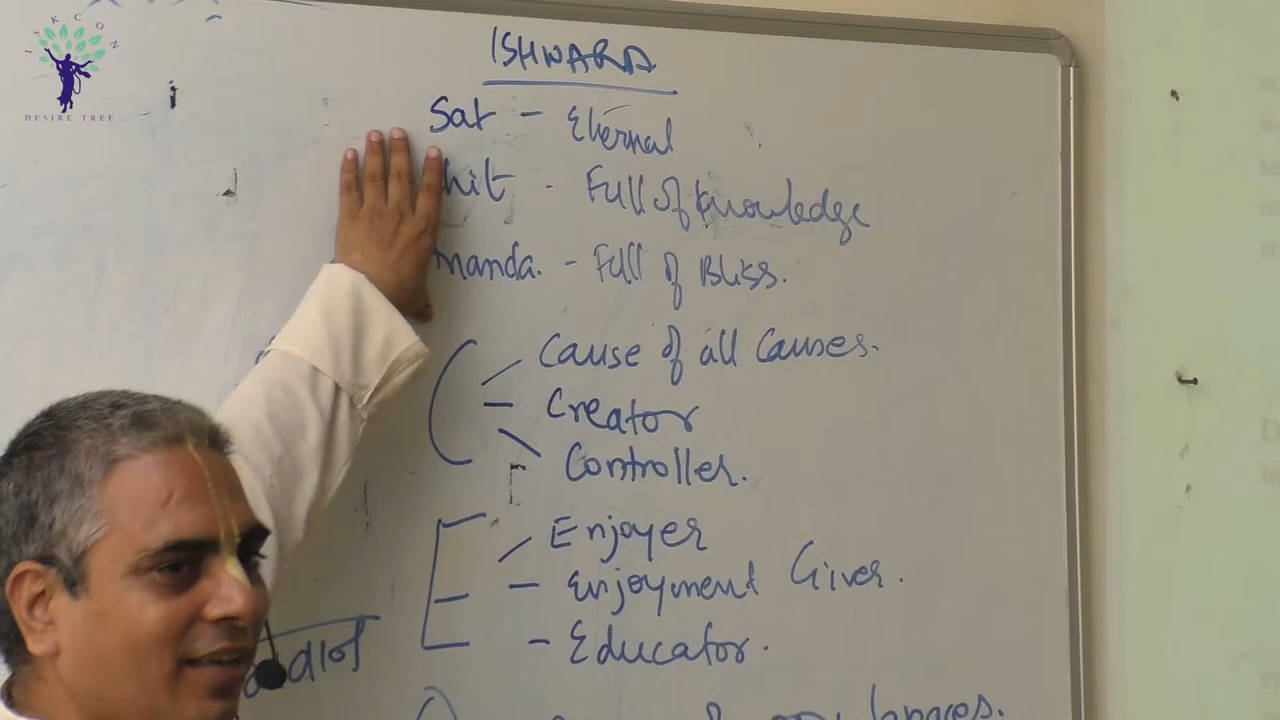 ISKCON
DESIRE TREE
ISHWARA
Sat - Eternal
hit - Full of knowledge
nanda. - Full of Bliss.
C - Cause of all Causes.
- Creator
- Controller.
E - Enjoyer
- Enjoyment Giver.
- Educator.
वान